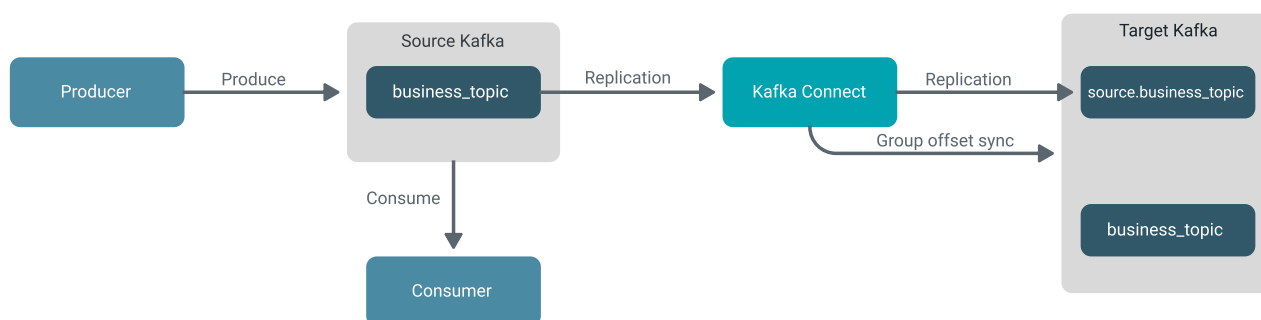 Producer
Produce
Source Kafka
business_topic
Replication
Kafka Connect
Replication
Target Kafka
source.business_topic
Group offset sync
Consume
business_topic
Consumer